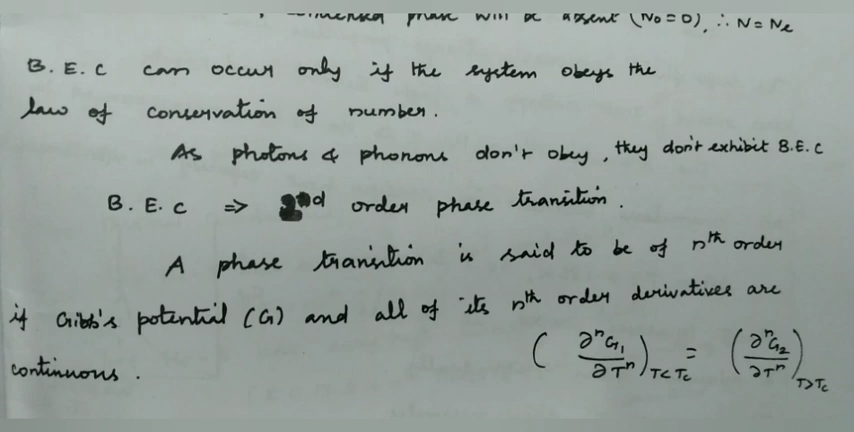 condensed phase will be absent (N₀=0), ∴ N = Nₑ
B. E. C can occur only if the system obeys the
law of conservation of number.
As photons & phonons don't obey, they don't exhibit B.E.C
B. E. C ⇒ 2nd order phase transition.
A phase transition is said to be of nth order
if Gibb's potential (G) and all of its nth order derivatives are
continuous.
(∂ⁿG₁/∂Tⁿ)T<Tc = (∂ⁿG₂/∂Tⁿ)T>Tc